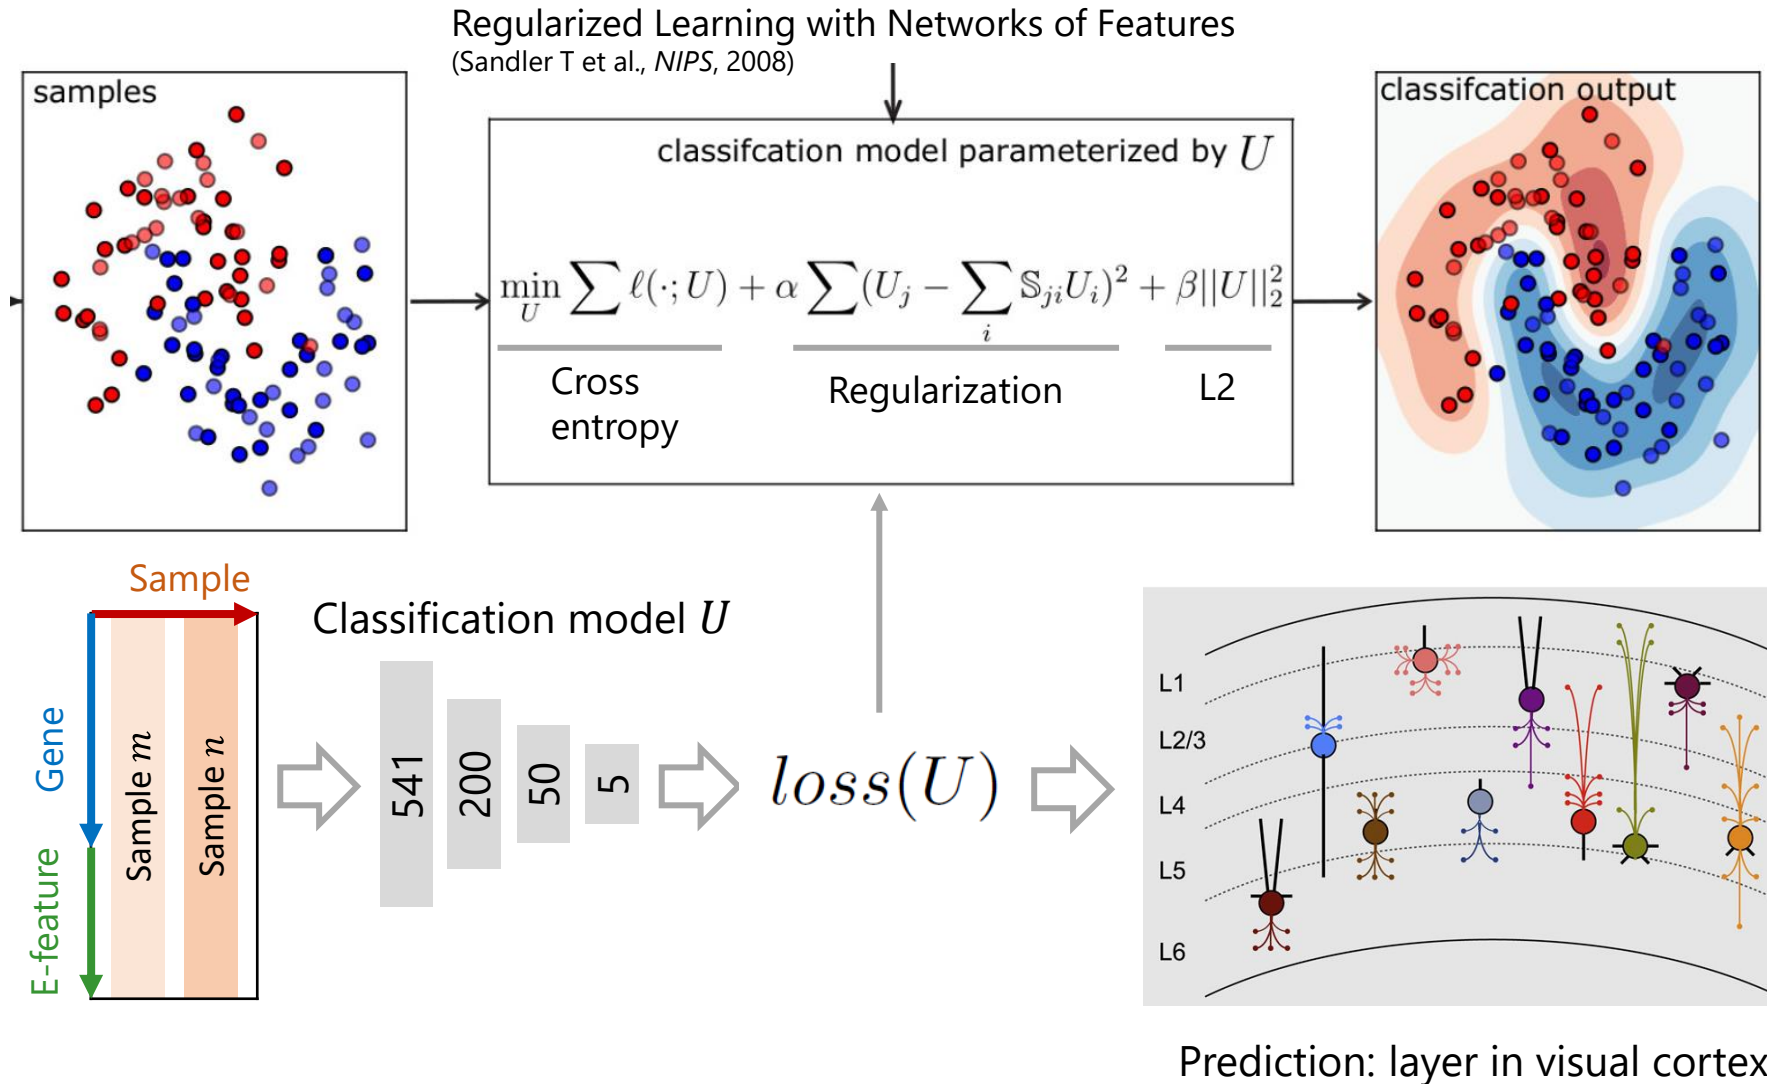 Regularized Learning with Networks of Features
(Sandler T et al., NIPS, 2008)
samples
classifcation model parameterized by U
min_U ∑ ℓ(·; U) + α ∑(U_j − ∑_i 𝕊_ji U_i)² + β||U||₂²
Cross
entropy
Regularization
L2
classifcation output
Sample
Gene
E-feature
Sample m
Sample n
Classification model U
541
200
50
5
loss(U)
L1
L2/3
L4
L5
L6
Prediction: layer in visual cortex